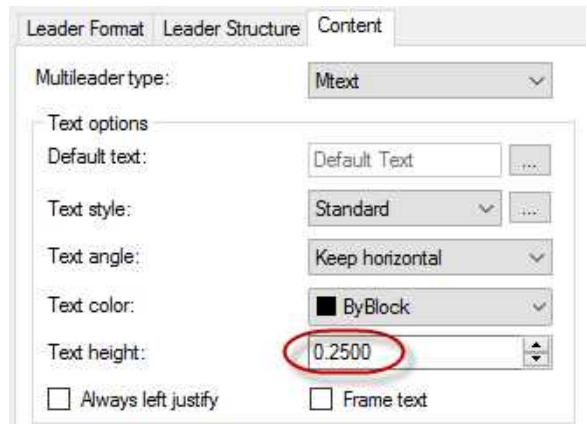 Leader Format Leader Structure Content
Multileader type: Mtext
Text options
Default text: Default Text ...
Text style: Standard ...
Text angle: Keep horizontal
Text color: ByBlock
Text height: 0.2500
Always left justify Frame text